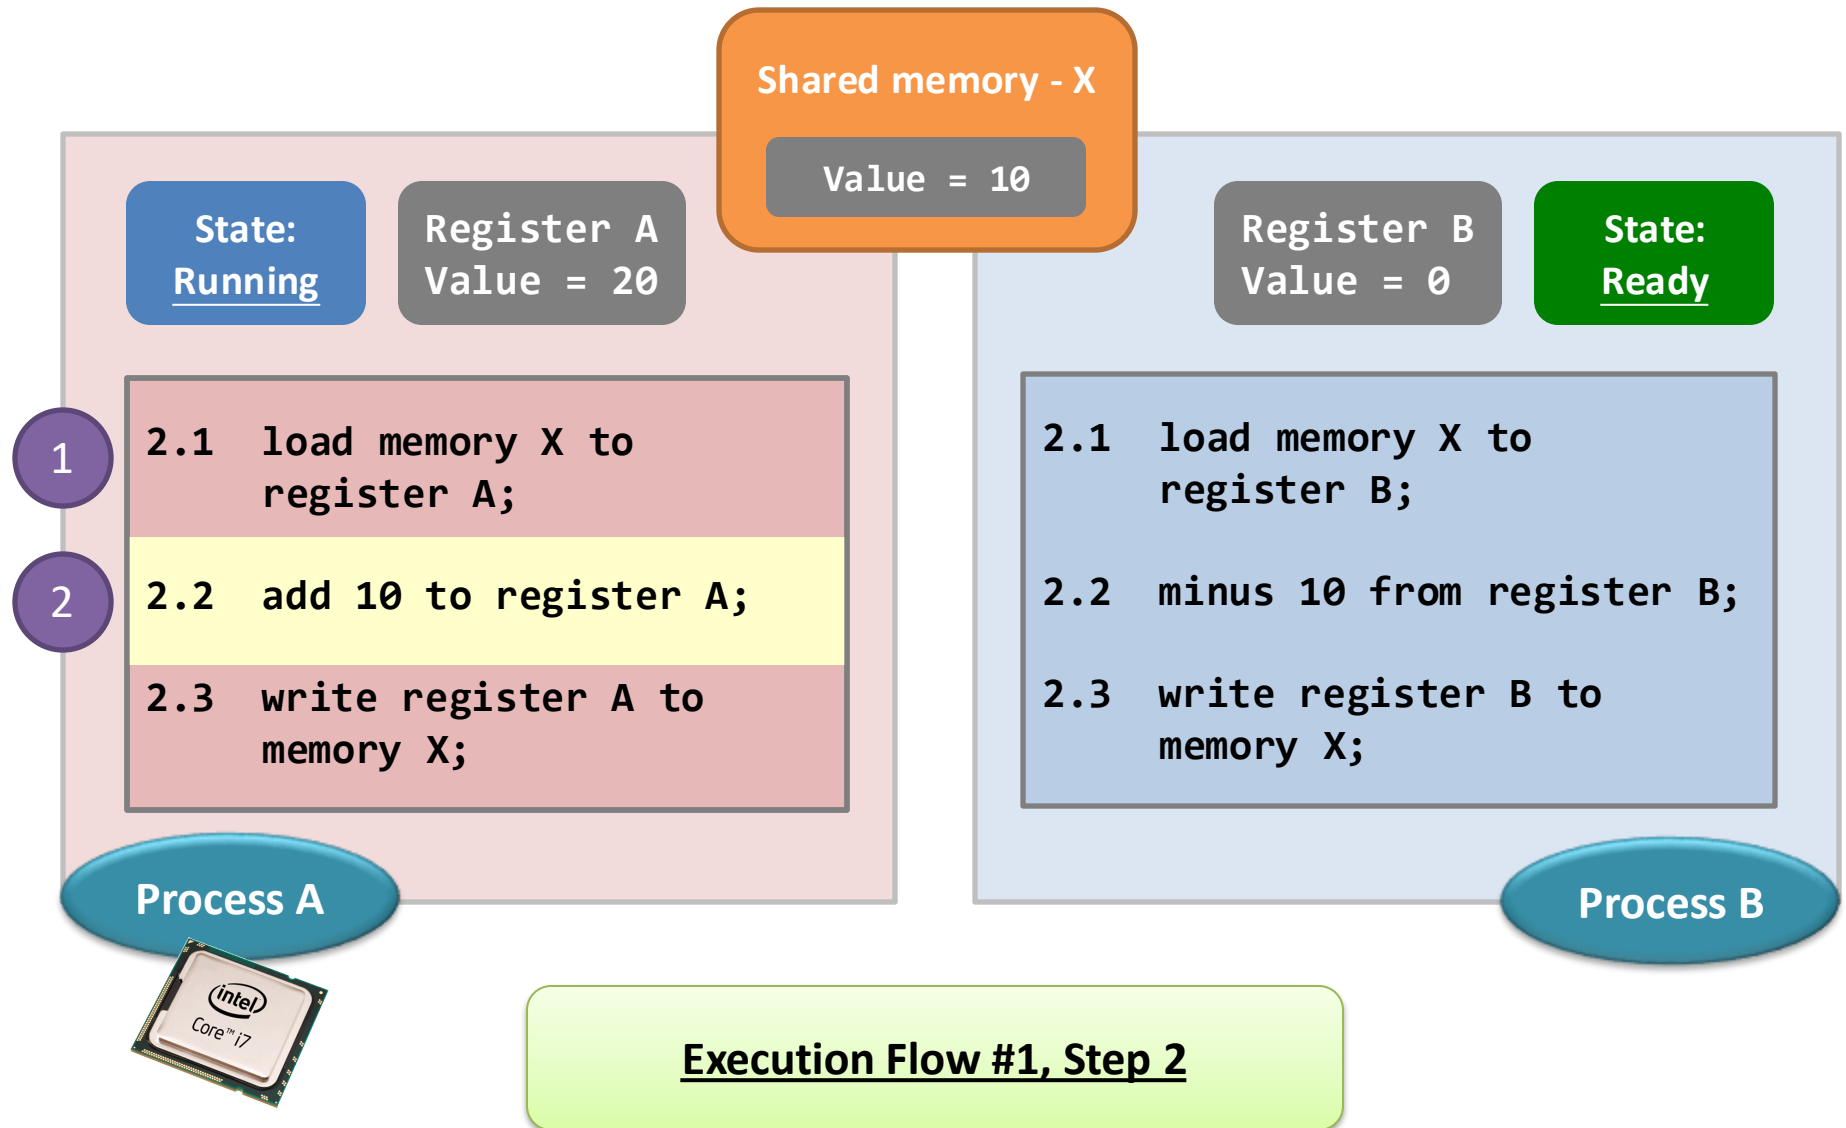 Shared memory - X
Value = 10
State:
Running
Register A
Value = 20
Register B
Value = 0
State:
Ready
1
2.1 load memory X to
register A;
2
2.2 add 10 to register A;
2.3 write register A to
memory X;
2.1 load memory X to
register B;
2.2 minus 10 from register B;
2.3 write register B to
memory X;
Process A
Process B
intel
Core™ i7
Execution Flow #1, Step 2